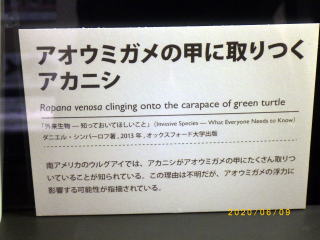 アオウミガメの甲に取りつく
アカニシ
Rapana venosa clinging onto the carapace of green turtle
「外来生物 ― 知っておいてほしいこと」（Invasive Species ― What Everyone Needs to Know）
ダニエル・シンバーロフ著, 2013 年, オックスフォード大学出版
南アメリカのウルグアイでは、アカニシがアオウミガメの甲にたくさん取りつ
いていることが知られている。この理由は不明だが、アオウミガメの浮力に
影響する可能性が指摘されている。
2020/06/09